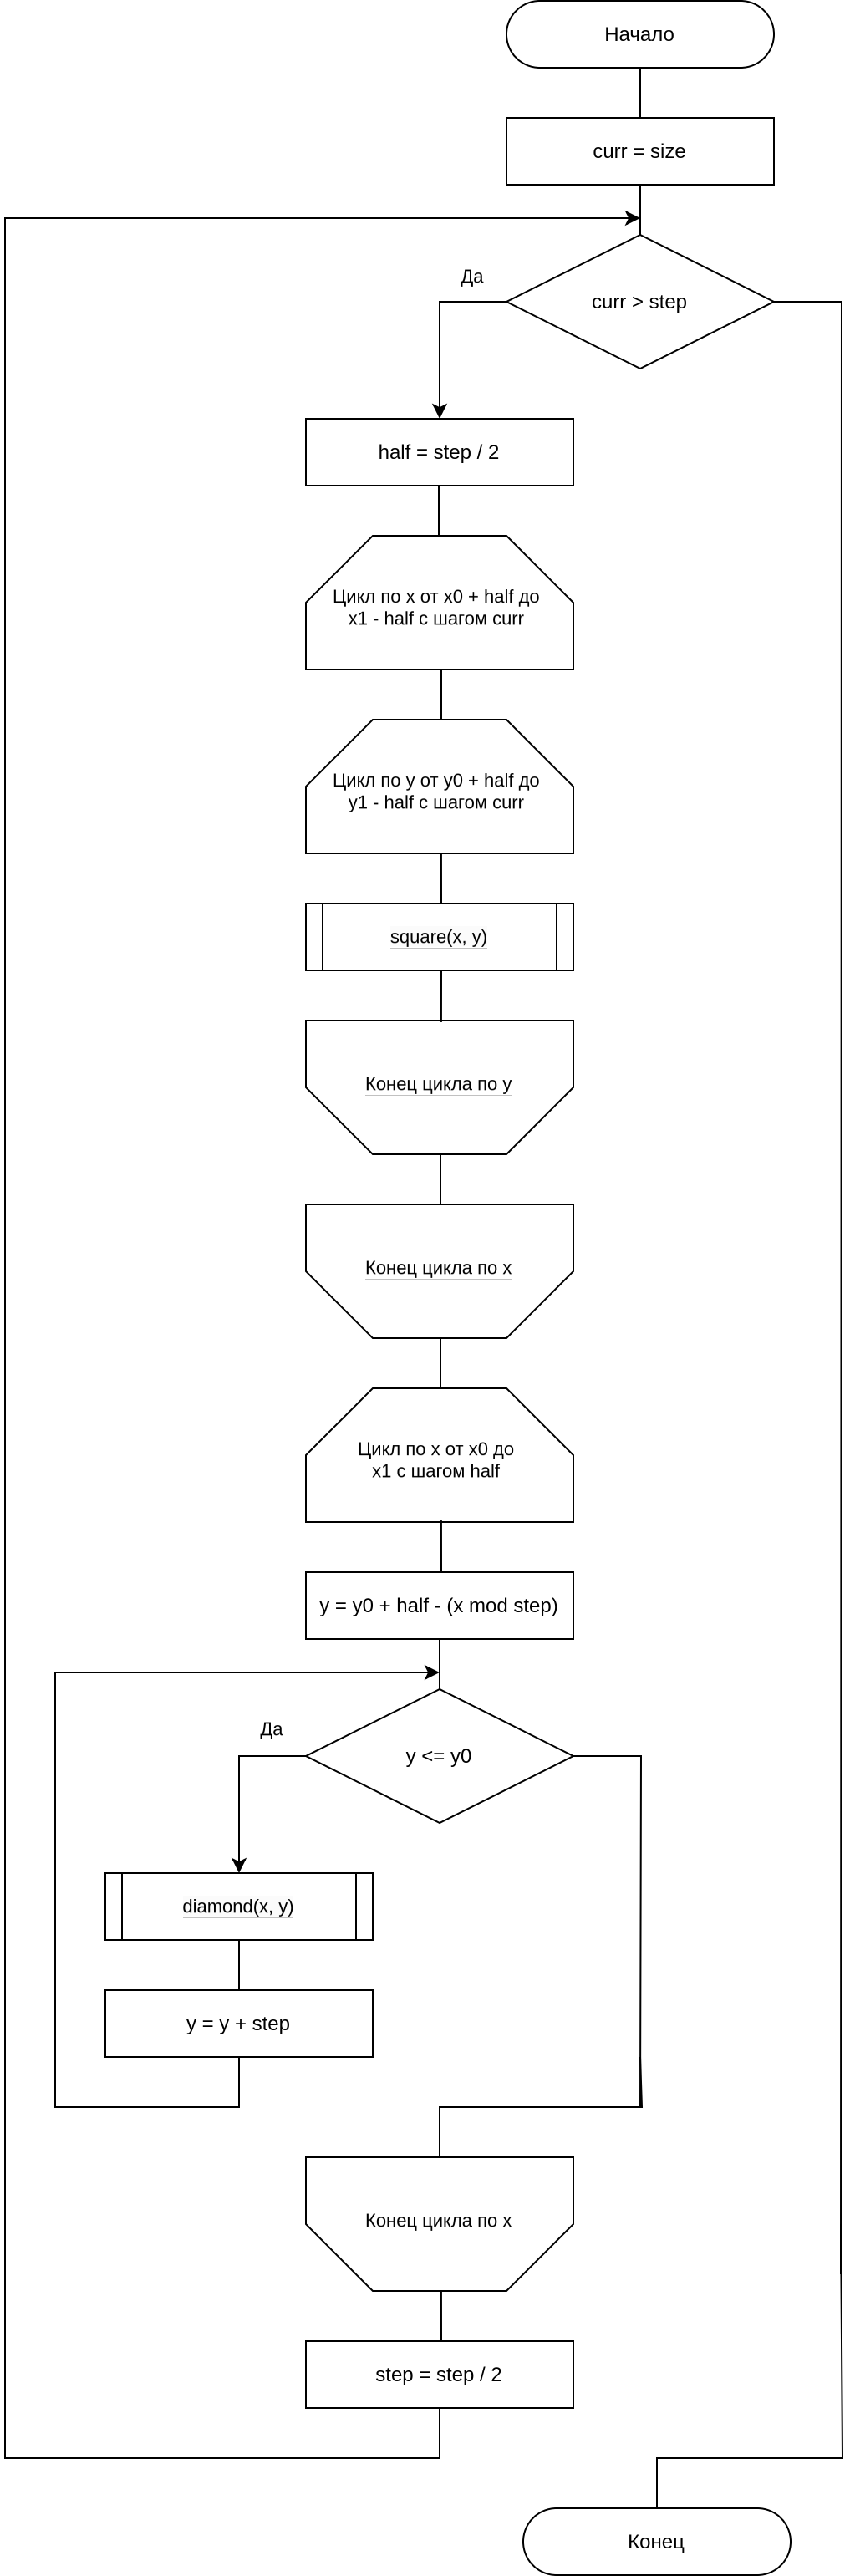 Начало
curr = size
curr > step
Да
half = step / 2
Цикл по x от x0 + half до
x1 - half с шагом curr
Цикл по y от y0 + half до
y1 - half с шагом curr
square(x, y)
Конец цикла по y
Конец цикла по x
Цикл по x от x0 до
x1 с шагом half
y = y0 + half - (x mod step)
y <= y0
Да
diamond(x, y)
y = y + step
Конец цикла по x
step = step / 2
Конец